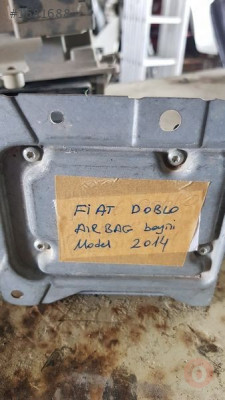 FiAT DOBLO
AiRBAG beyni
Model 2014